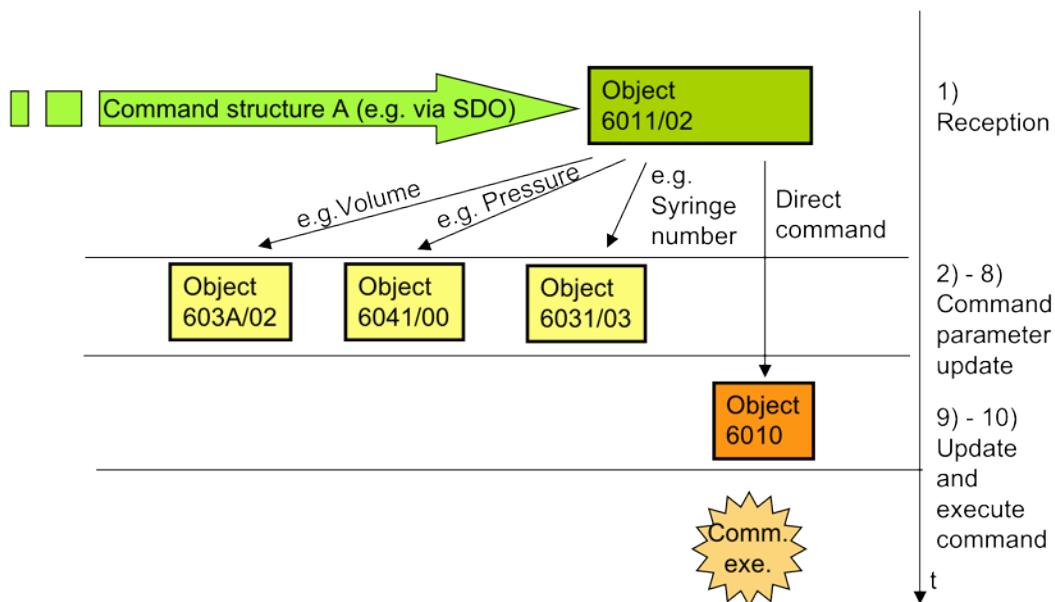 Command structure A (e.g. via SDO)
Object
6011/02
1)
Reception
e.g.Volume
e.g. Pressure
e.g.
Syringe
number
Direct
command
Object
603A/02
Object
6041/00
Object
6031/03
2) - 8)
Command
parameter
update
Object
6010
9) - 10)
Update
and
execute
command
Comm.
exe.
t